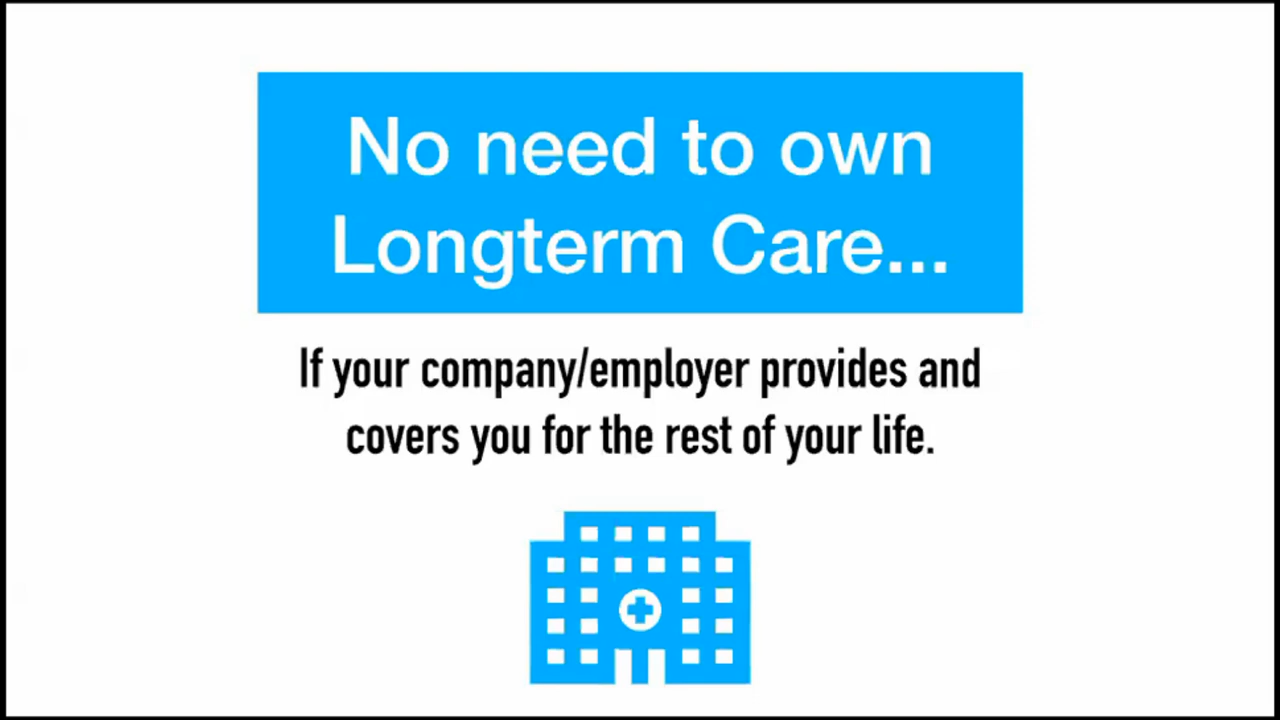 No need to own
Longterm Care...
If your company/employer provides and
covers you for the rest of your life.